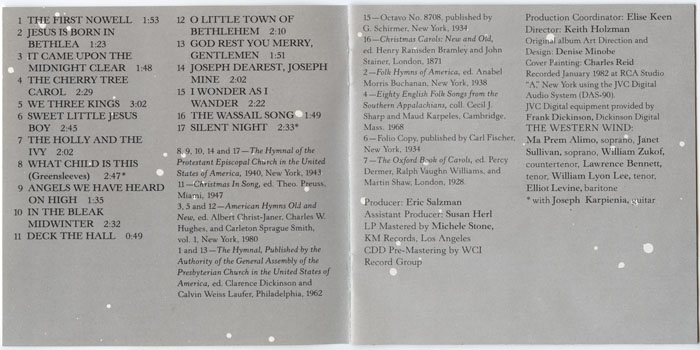 1 THE FIRST NOWELL 1:53
2 JESUS IS BORN IN
BETHLEA 1:23
3 IT CAME UPON THE
MIDNIGHT CLEAR 1:48
4 THE CHERRY TREE
CAROL 2:29
5 WE THREE KINGS 3:02
6 SWEET LITTLE JESUS
BOY 2:45
7 THE HOLLY AND THE
IVY 2:02
8 WHAT CHILD IS THIS
(Greensleeves) 2:47*
9 ANGELS WE HAVE HEARD
ON HIGH 1:35
10 IN THE BLEAK
MIDWINTER 2:32
11 DECK THE HALL 0:49
12 O LITTLE TOWN OF
BETHLEHEM 2:10
13 GOD REST YOU MERRY,
GENTLEMEN 1:51
14 JOSEPH DEAREST, JOSEPH
MINE 2:02
15 I WONDER AS I
WANDER 2:22
16 THE WASSAIL SONG 1:49
17 SILENT NIGHT 2:33*
8, 9, 10, 14 and 17—The Hymnal of the
Protestant Episcopal Church in the United
States of America, 1940, New York, 1943
11—Christmas In Song, ed. Theo. Preuss,
Miami, 1947
3, 5 and 12—American Hymns Old and
New, ed. Albert Christ-Janer, Charles W.
Hughes, and Carleton Sprague Smith,
vol. 1, New York, 1980
1 and 13—The Hymnal, Published by the
Authority of the General Assembly of the
Presbyterian Church in the United States of
America, ed. Clarence Dickinson and
Calvin Weiss Laufer, Philadelphia, 1962
15—Octavo No. 8708, published by
G. Schirmer, New York, 1934
16—Christmas Carols: New and Old,
ed. Henry Ramsden Bramley and John
Stainer, London, 1871
2—Folk Hymns of America, ed. Anabel
Morris Buchanan, New York, 1938
4—Eighty English Folk Songs from the
Southern Appalachians, coll. Cecil J.
Sharp and Maud Karpeles, Cambridge,
Mass. 1968
6—Folio Copy, published by Carl Fischer,
New York, 1934
7—The Oxford Book of Carols, ed. Percy
Dermer, Ralph Vaughn Williams, and
Martin Shaw, London, 1928.
Producer: Eric Salzman
Assistant Producer: Susan Herl
LP Mastered by Michele Stone,
KM Records, Los Angeles
CDD Pre-Mastering by WCI
Record Group
Production Coordinator: Elise Keen
Director: Keith Holzman
Original album Art Direction and
Design: Denise Minobe
Cover Painting: Charles Reid
Recorded January 1982 at RCA Studio
"A," New York using the JVC Digital
Audio System (DAS-90).
JVC Digital equipment provided by
Frank Dickinson, Dickinson Digital
THE WESTERN WIND:
Ma Prem Alimo, soprano, Janet
Sullivan, soprano, William Zukof,
countertenor, Lawrence Bennett,
tenor, William Lyon Lee, tenor,
Elliot Levine, baritone
* with Joseph Karpienia, guitar